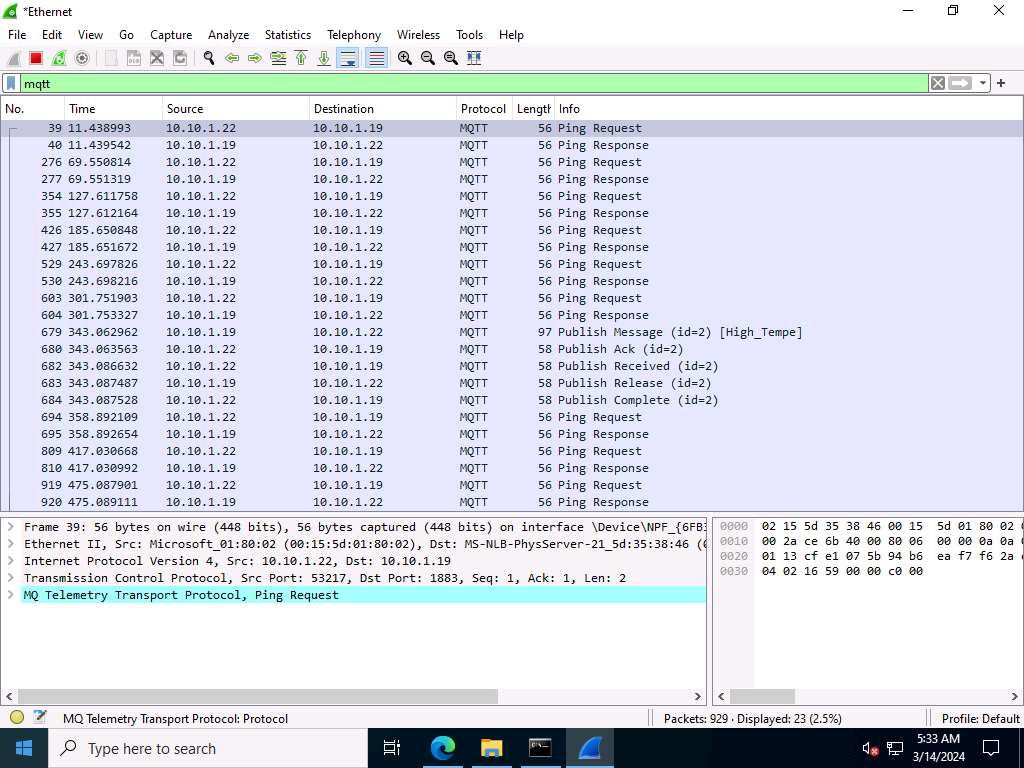 *Ethernet
File Edit View Go Capture Analyze Statistics Telephony Wireless Tools Help
mqtt
No. Time Source Destination Protocol Length Info
39 11.438993 10.10.1.22 10.10.1.19 MQTT 56 Ping Request
40 11.439542 10.10.1.19 10.10.1.22 MQTT 56 Ping Response
276 69.550814 10.10.1.22 10.10.1.19 MQTT 56 Ping Request
277 69.551319 10.10.1.19 10.10.1.22 MQTT 56 Ping Response
354 127.611758 10.10.1.22 10.10.1.19 MQTT 56 Ping Request
355 127.612164 10.10.1.19 10.10.1.22 MQTT 56 Ping Response
426 185.650848 10.10.1.22 10.10.1.19 MQTT 56 Ping Request
427 185.651672 10.10.1.19 10.10.1.22 MQTT 56 Ping Response
529 243.697826 10.10.1.22 10.10.1.19 MQTT 56 Ping Request
530 243.698216 10.10.1.19 10.10.1.22 MQTT 56 Ping Response
603 301.751903 10.10.1.22 10.10.1.19 MQTT 56 Ping Request
604 301.753327 10.10.1.19 10.10.1.22 MQTT 56 Ping Response
679 343.062962 10.10.1.19 10.10.1.22 MQTT 97 Publish Message (id=2) [High_Tempe]
680 343.063563 10.10.1.22 10.10.1.19 MQTT 58 Publish Ack (id=2)
682 343.086632 10.10.1.22 10.10.1.19 MQTT 58 Publish Received (id=2)
683 343.087487 10.10.1.19 10.10.1.22 MQTT 58 Publish Release (id=2)
684 343.087528 10.10.1.22 10.10.1.19 MQTT 58 Publish Complete (id=2)
694 358.892109 10.10.1.22 10.10.1.19 MQTT 56 Ping Request
695 358.892654 10.10.1.19 10.10.1.22 MQTT 56 Ping Response
809 417.030668 10.10.1.22 10.10.1.19 MQTT 56 Ping Request
810 417.030992 10.10.1.19 10.10.1.22 MQTT 56 Ping Response
919 475.087901 10.10.1.22 10.10.1.19 MQTT 56 Ping Request
920 475.089111 10.10.1.19 10.10.1.22 MQTT 56 Ping Response
Frame 39: 56 bytes on wire (448 bits), 56 bytes captured (448 bits) on interface \Device\NPF_{6FB3
Ethernet II, Src: Microsoft_01:80:02 (00:15:5d:01:80:02), Dst: MS-NLB-PhysServer-21_5d:35:38:46 (0
Internet Protocol Version 4, Src: 10.10.1.22, Dst: 10.10.1.19
Transmission Control Protocol, Src Port: 53217, Dst Port: 1883, Seq: 1, Ack: 1, Len: 2
MQ Telemetry Transport Protocol, Ping Request
0000 02 15 5d 35 38 46 00 15 5d 01 80 02
0010 00 2a ce 6b 40 00 80 06 00 00 0a 0a
0020 01 13 cf e1 07 5b 94 b6 ea f7 f6 2a
0030 04 02 16 59 00 00 c0 00
MQ Telemetry Transport Protocol: Protocol
Packets: 929 · Displayed: 23 (2.5%)
Profile: Default
Type here to search
5:33 AM
3/14/2024